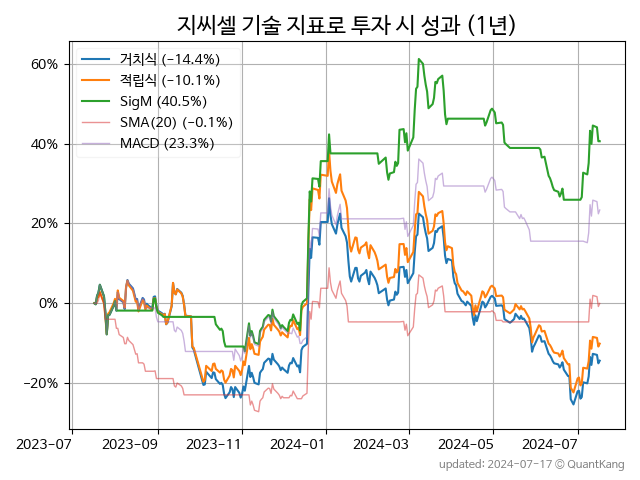 지씨셀 기술 지표로 투자 시 성과 (1년)
거치식 (−14.4%)
적립식 (−10.1%)
SigM (40.5%)
SMA(20) (−0.1%)
MACD (23.3%)
60%
40%
20%
0%
−20%
2023-07 2023-09 2023-11 2024-01 2024-03 2024-05 2024-07
updated: 2024-07-17 © QuantKang